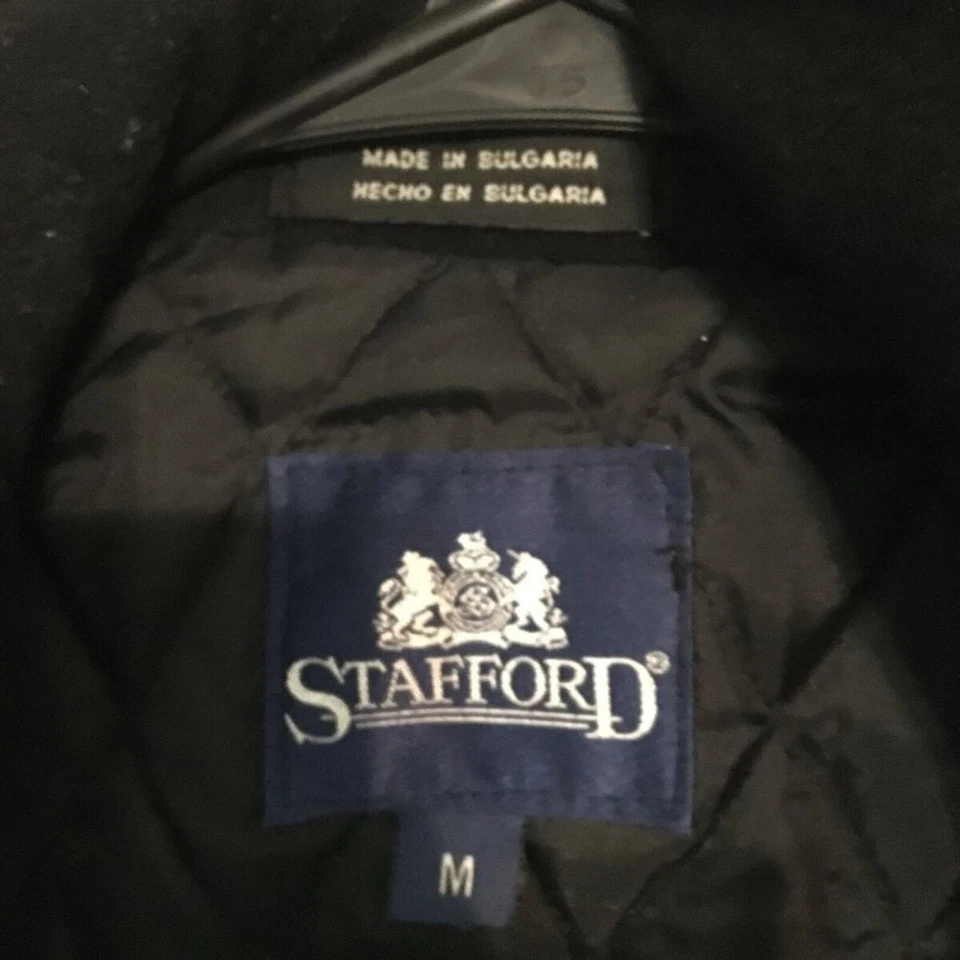 MADE IN BULGARIA
HECHO EN BULGARIA
STAFFORD®
M